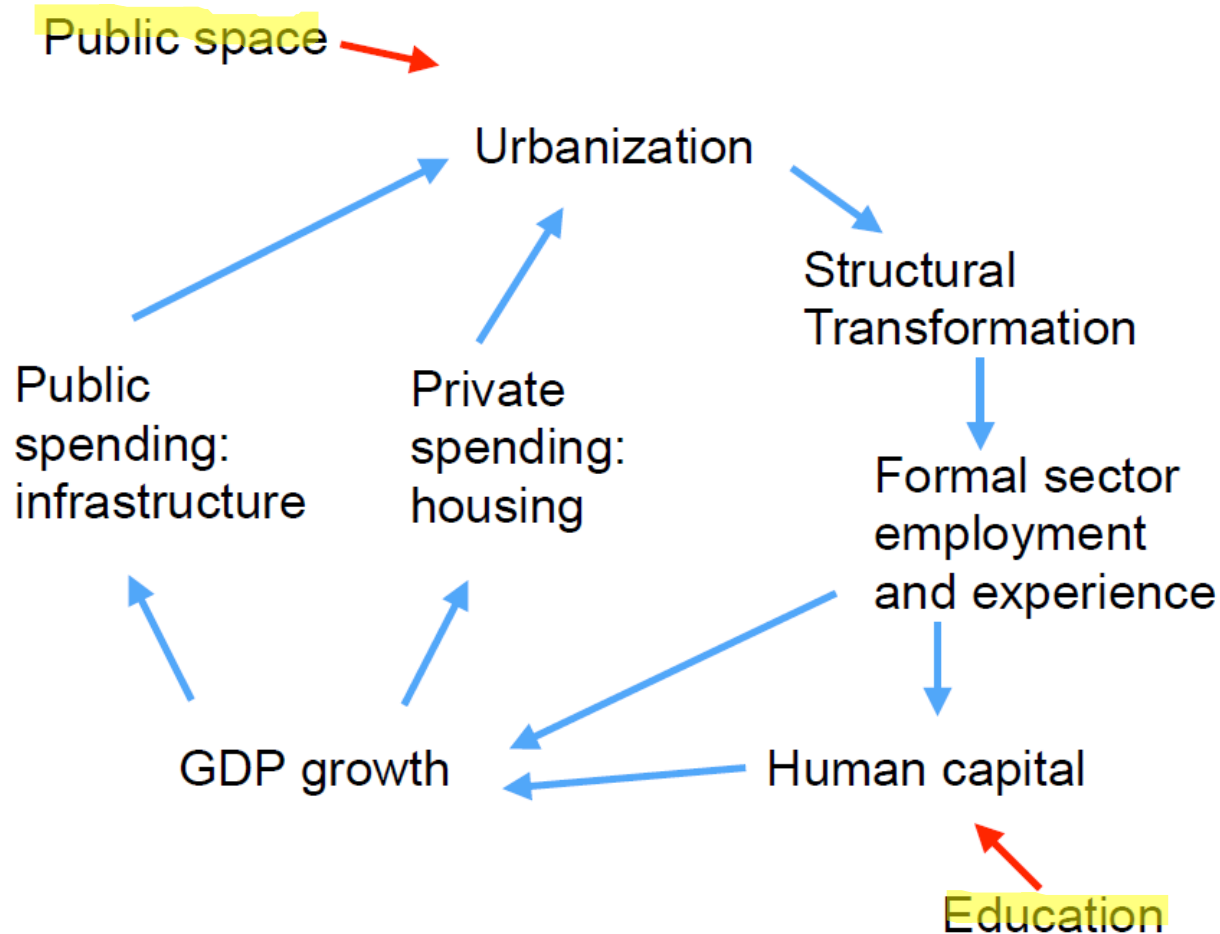 Public space
Urbanization
Structural
Transformation
Public
spending:
infrastructure
Private
spending:
housing
Formal sector
employment
and experience
GDP growth
Human capital
Education